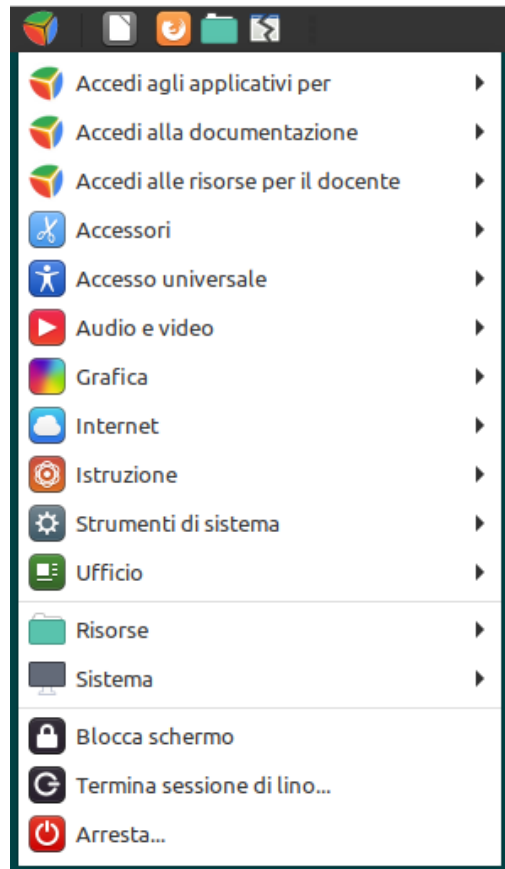 Accedi agli applicativi per
Accedi alla documentazione
Accedi alle risorse per il docente
Accessori
Accesso universale
Audio e video
Grafica
Internet
Istruzione
Strumenti di sistema
Ufficio
Risorse
Sistema
Blocca schermo
Termina sessione di lino...
Arresta...